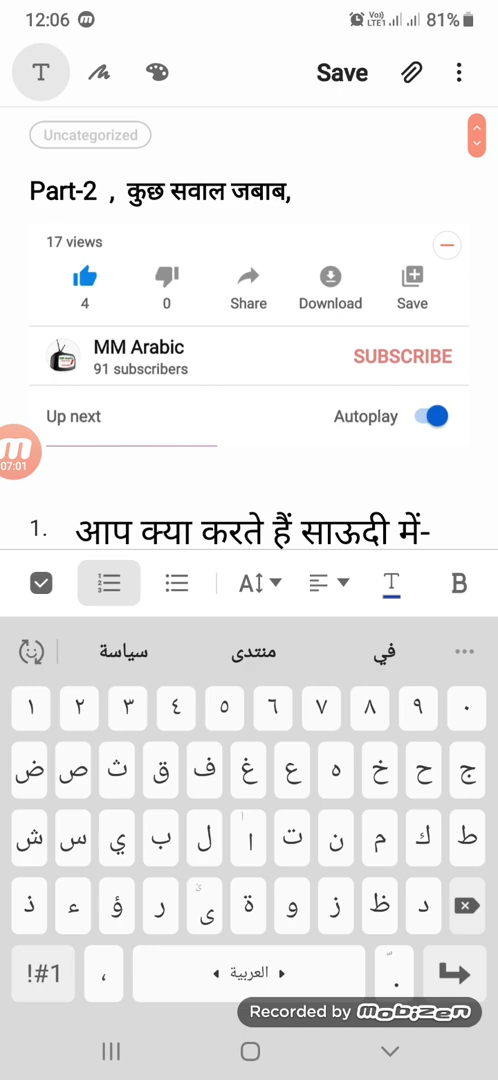 12:06 VoLTE1 81%
T Save
Uncategorized
Part-2 , कुछ सवाल जबाब,
17 views
4 0 Share Download Save
MM Arabic
91 subscribers
SUBSCRIBE
Up next Autoplay
07:01
1. आप क्या करते हैं साऊदी में-
A T B
سياسة منتدى في
١ ٢ ٣ ٤ ٥ ٦ ٧ ٨ ٩ ٠
ض ص ث ق ف غ ع ه خ ح ج
ش س ي ب ل ا ت ن م ك ط
ذ ء ؤ ر ى ة و ز ظ د
!#1 ، العربية .
Recorded by Mobizen